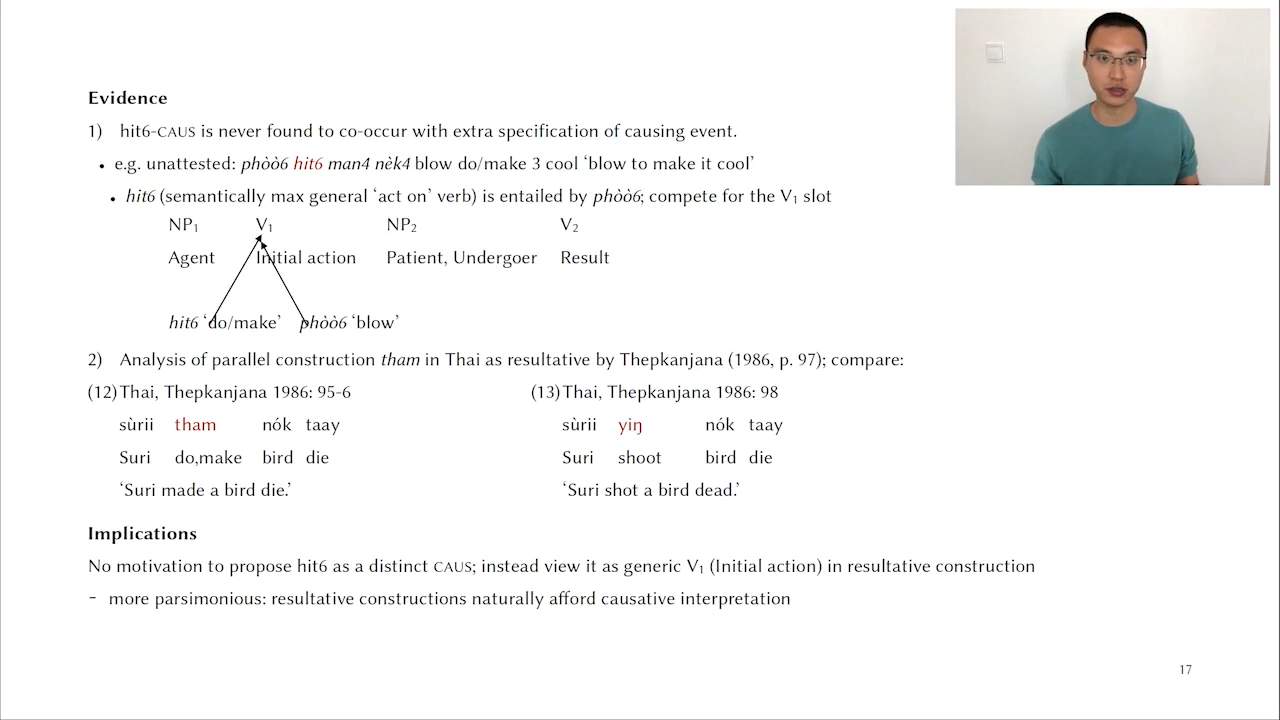 Evidence
1) hit6-CAUS is never found to co-occur with extra specification of causing event.
• e.g. unattested: phòò6 hit6 man4 nèk4 blow do/make 3 cool ‘blow to make it cool’
• hit6 (semantically max general ‘act on’ verb) is entailed by phòò6; compete for the V₁ slot
NP₁ V₁ NP₂ V₂
Agent Initial action Patient, Undergoer Result
hit6 ‘do/make’ phòò6 ‘blow’
2) Analysis of parallel construction tham in Thai as resultative by Thepkanjana (1986, p. 97); compare:
(12) Thai, Thepkanjana 1986: 95-6 (13) Thai, Thepkanjana 1986: 98
sùrii tham nók taay sùrii yiŋ nók taay
Suri do,make bird die Suri shoot bird die
‘Suri made a bird die.’ ‘Suri shot a bird dead.’
Implications
No motivation to propose hit6 as a distinct CAUS; instead view it as generic V₁ (Initial action) in resultative construction
- more parsimonious: resultative constructions naturally afford causative interpretation
17